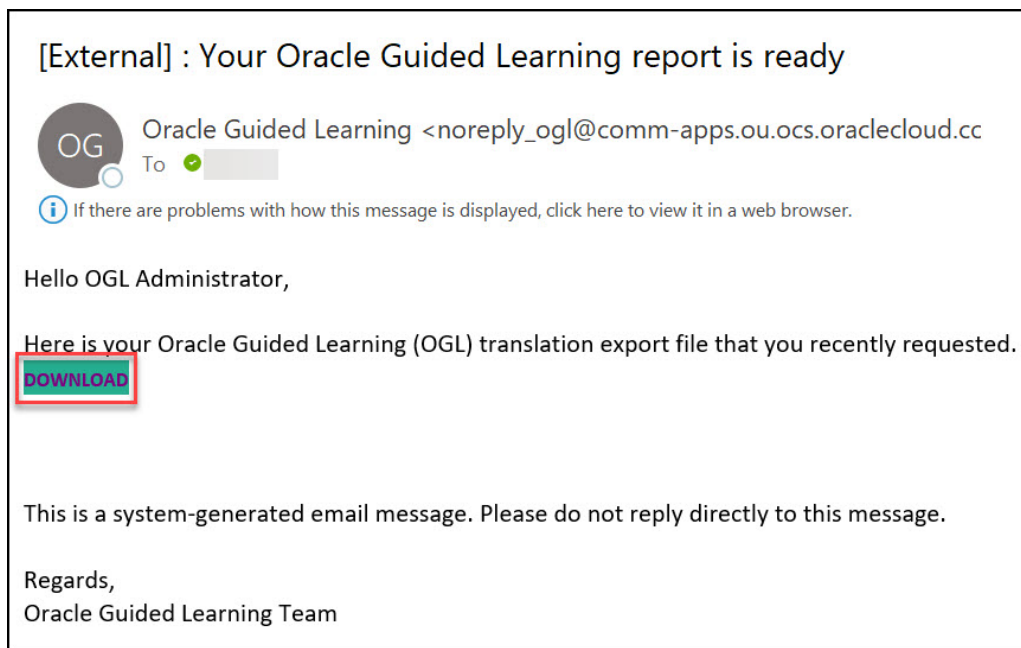 [External] : Your Oracle Guided Learning report is ready
OG
Oracle Guided Learning <noreply_ogl@comm-apps.ou.ocs.oraclecloud.cc
To
If there are problems with how this message is displayed, click here to view it in a web browser.
Hello OGL Administrator,
Here is your Oracle Guided Learning (OGL) translation export file that you recently requested.
DOWNLOAD
This is a system-generated email message. Please do not reply directly to this message.
Regards,
Oracle Guided Learning Team